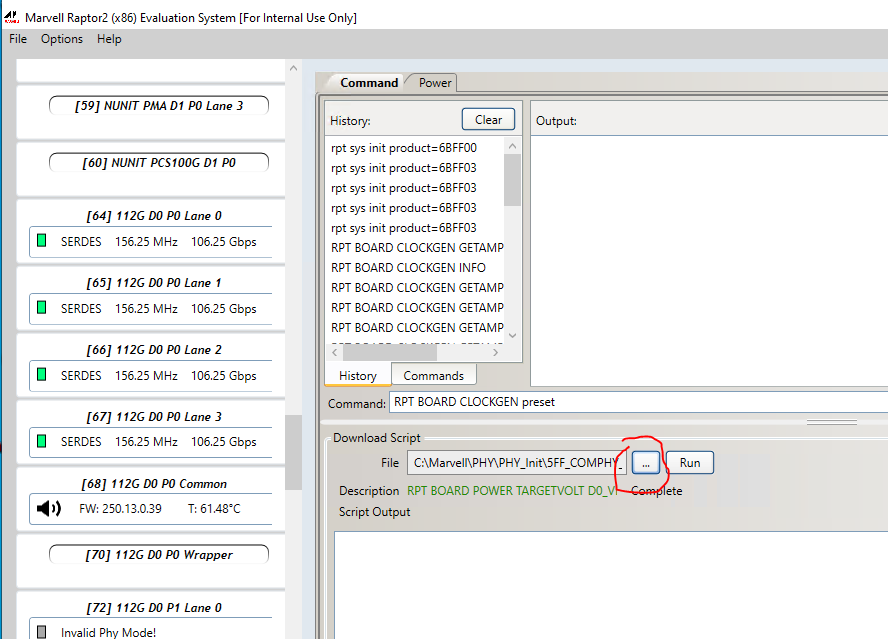 Marvell Raptor2 (x86) Evaluation System [For Internal Use Only]
File Options Help
[59] NUNIT PMA D1 P0 Lane 3
[60] NUNIT PCS100G D1 P0
[64] 112G D0 P0 Lane 0
SERDES 156.25 MHz 106.25 Gbps
[65] 112G D0 P0 Lane 1
SERDES 156.25 MHz 106.25 Gbps
[66] 112G D0 P0 Lane 2
SERDES 156.25 MHz 106.25 Gbps
[67] 112G D0 P0 Lane 3
SERDES 156.25 MHz 106.25 Gbps
[68] 112G D0 P0 Common
FW: 250.13.0.39 T: 61.48°C
[70] 112G D0 P0 Wrapper
[72] 112G D0 P1 Lane 0
Invalid Phy Mode!
Command Power
History: Clear
rpt sys init product=6BFF00
rpt sys init product=6BFF03
rpt sys init product=6BFF03
rpt sys init product=6BFF03
rpt sys init product=6BFF03
RPT BOARD CLOCKGEN GETAMP
RPT BOARD CLOCKGEN INFO
RPT BOARD CLOCKGEN GETAMP
RPT BOARD CLOCKGEN GETAMP
RPT BOARD CLOCKGEN GETAMP
History Commands
Output:
Command: RPT BOARD CLOCKGEN preset
Download Script
File C:\Marvell\PHY\PHY_Init\5FF_COMPHY_ ... Run
Description RPT BOARD POWER TARGETVOLT D0_V Complete
Script Output